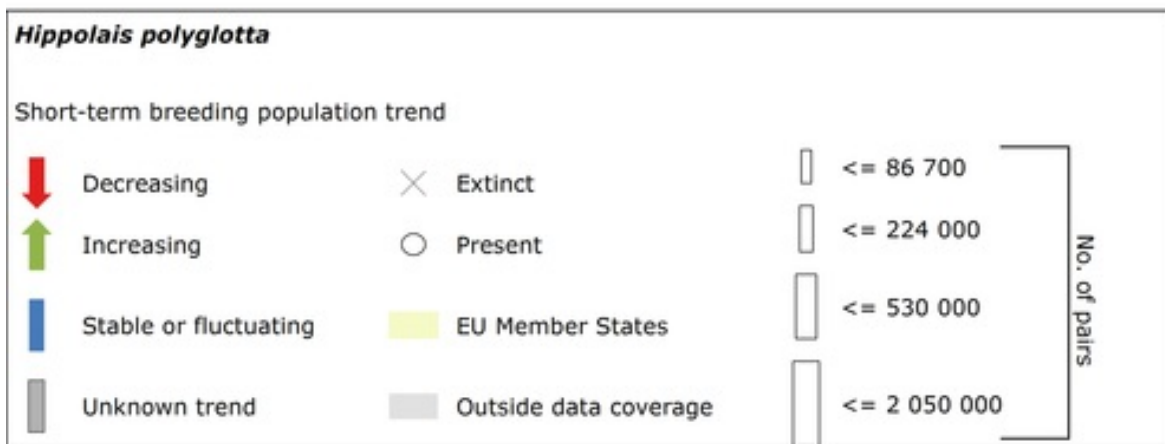 Hippolais polyglotta
Short-term breeding population trend
Decreasing
Increasing
Stable or fluctuating
Unknown trend
Extinct
Present
EU Member States
Outside data coverage
<= 86 700
<= 224 000
<= 530 000
<= 2 050 000
No. of pairs